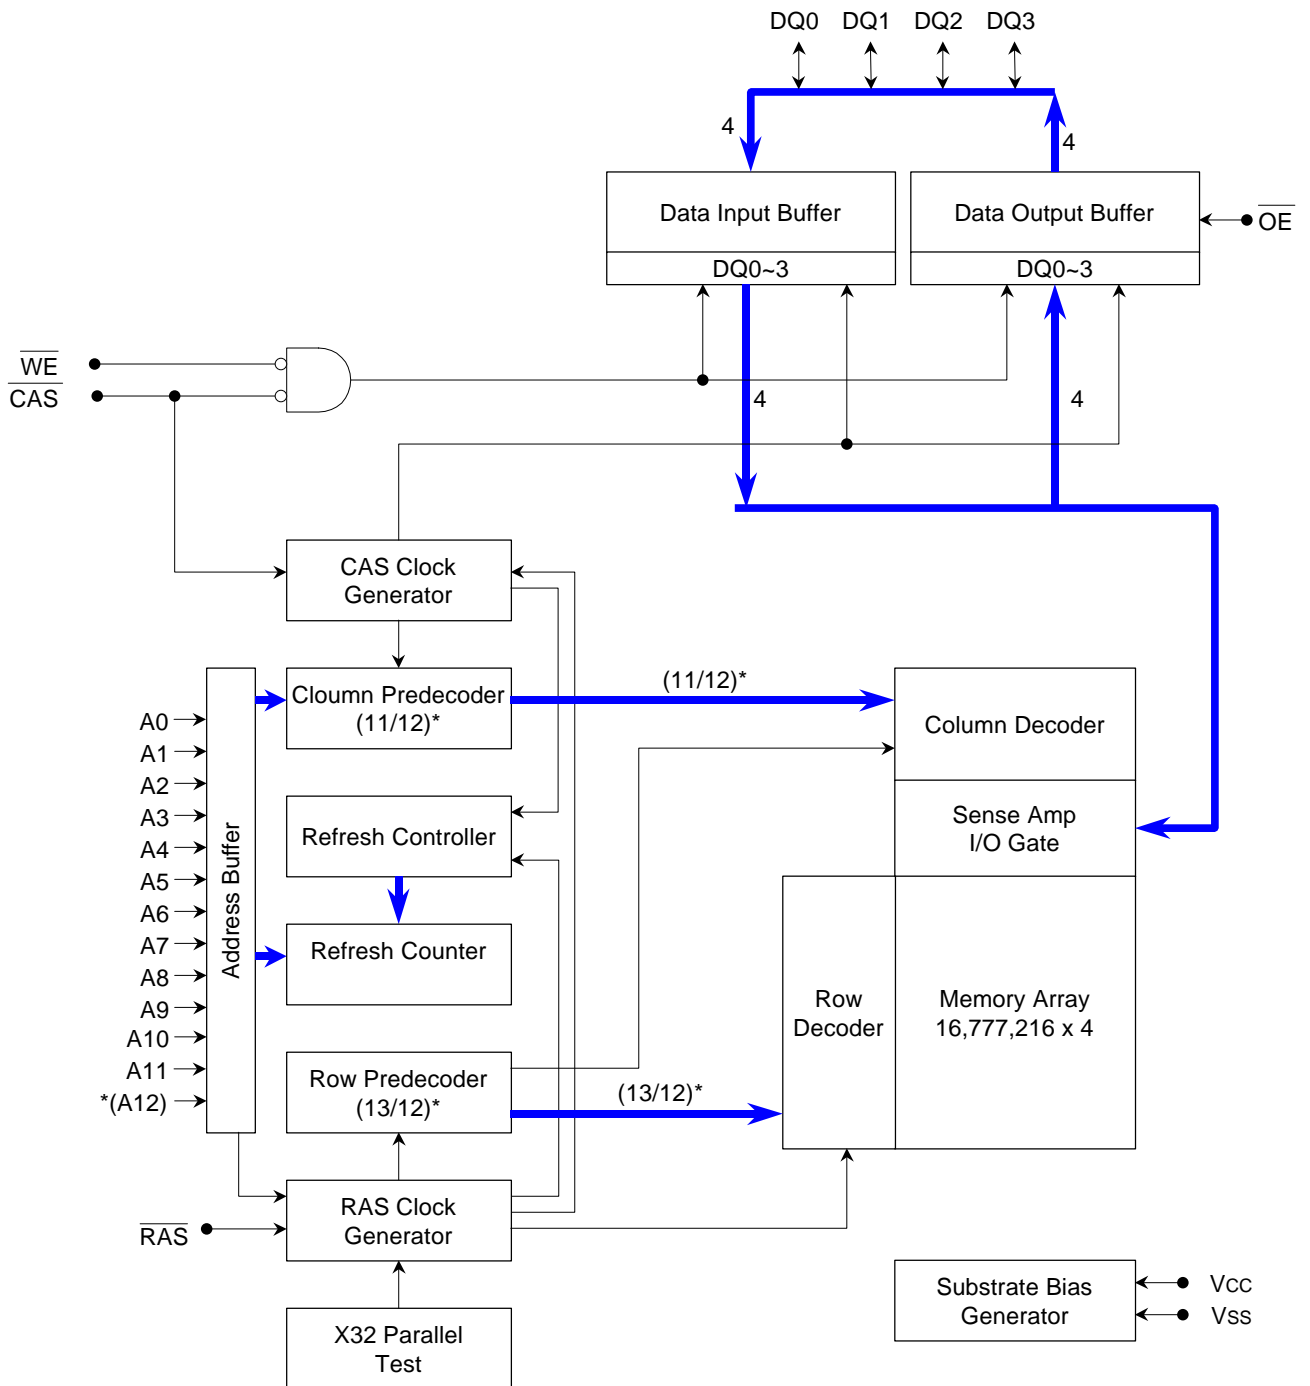 DQ0 DQ1 DQ2 DQ3
4
4
Data Input Buffer
DQ0~3
Data Output Buffer
DQ0~3
OE
WE
CAS
4
4
CAS Clock
Generator
Cloumn Predecoder
(11/12)*
(11/12)*
Column Decoder
A0
A1
A2
A3
A4
A5
A6
A7
A8
A9
A10
A11
*(A12)
Address Buffer
Refresh Controller
Sense Amp
I/O Gate
Refresh Counter
Row
Decoder
Memory Array
16,777,216 x 4
Row Predecoder
(13/12)*
(13/12)*
RAS
RAS Clock
Generator
X32 Parallel
Test
Substrate Bias
Generator
VCC
VSS